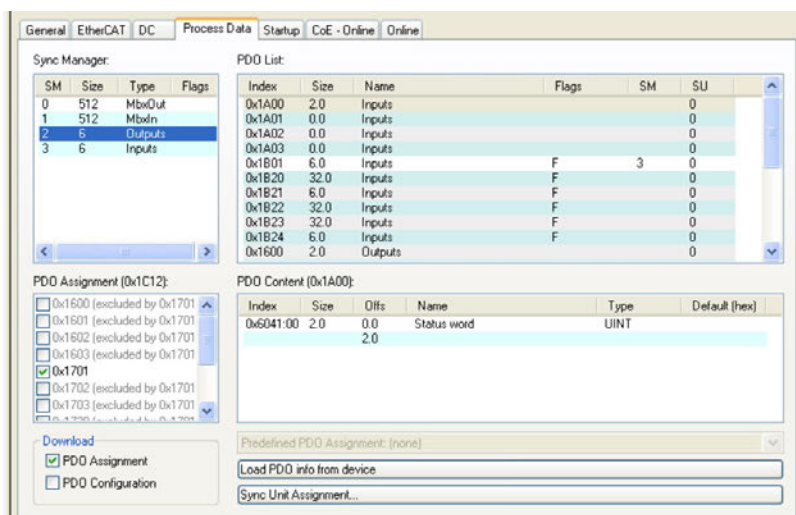 General EtherCAT DC Process Data Startup CoE - Online Online
Sync Manager:
SM Size Type Flags
0 512 MbxOut
1 512 MbxIn
2 6 Outputs
3 6 Inputs
PDO List:
Index Size Name Flags SM SU
0x1A00 2.0 Inputs 0
0x1A01 0.0 Inputs 0
0x1A02 0.0 Inputs 0
0x1A03 0.0 Inputs 0
0x1B01 6.0 Inputs F 3 0
0x1B20 32.0 Inputs F 0
0x1B21 6.0 Inputs F 0
0x1B22 32.0 Inputs F 0
0x1B23 32.0 Inputs F 0
0x1B24 6.0 Inputs F 0
0x1600 2.0 Outputs 0
PDO Assignment (0x1C12):
0x1600 (excluded by 0x1701
0x1601 (excluded by 0x1701
0x1602 (excluded by 0x1701
0x1603 (excluded by 0x1701
0x1701
0x1702 (excluded by 0x1701
0x1703 (excluded by 0x1701
PDO Content (0x1A00):
Index Size Offs Name Type Default (hex)
0x6041:00 2.0 0.0 Status word UINT
2.0
Download
PDO Assignment
PDO Configuration
Predefined PDO Assignment: (none)
Load PDO info from device
Sync Unit Assignment...